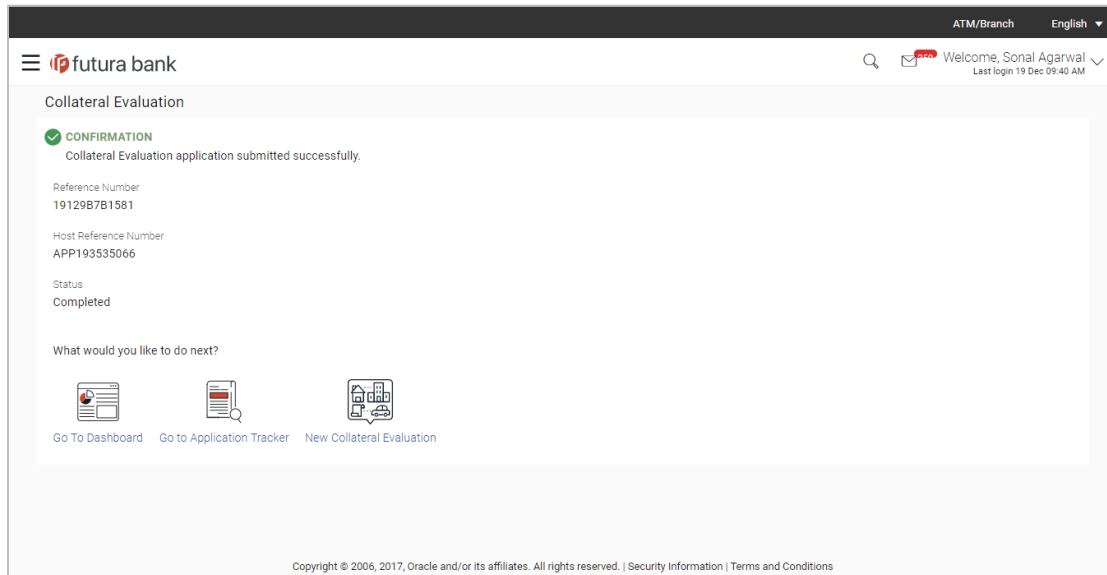 ATM/Branch English
futura bank
Welcome, Sonal Agarwal
Last login 19 Dec 09:40 AM
Collateral Evaluation
CONFIRMATION
Collateral Evaluation application submitted successfully.
Reference Number
19129B7B1581
Host Reference Number
APP193535066
Status
Completed
What would you like to do next?
Go To Dashboard Go to Application Tracker New Collateral Evaluation
Copyright © 2006, 2017, Oracle and/or its affiliates. All rights reserved. | Security Information | Terms and Conditions